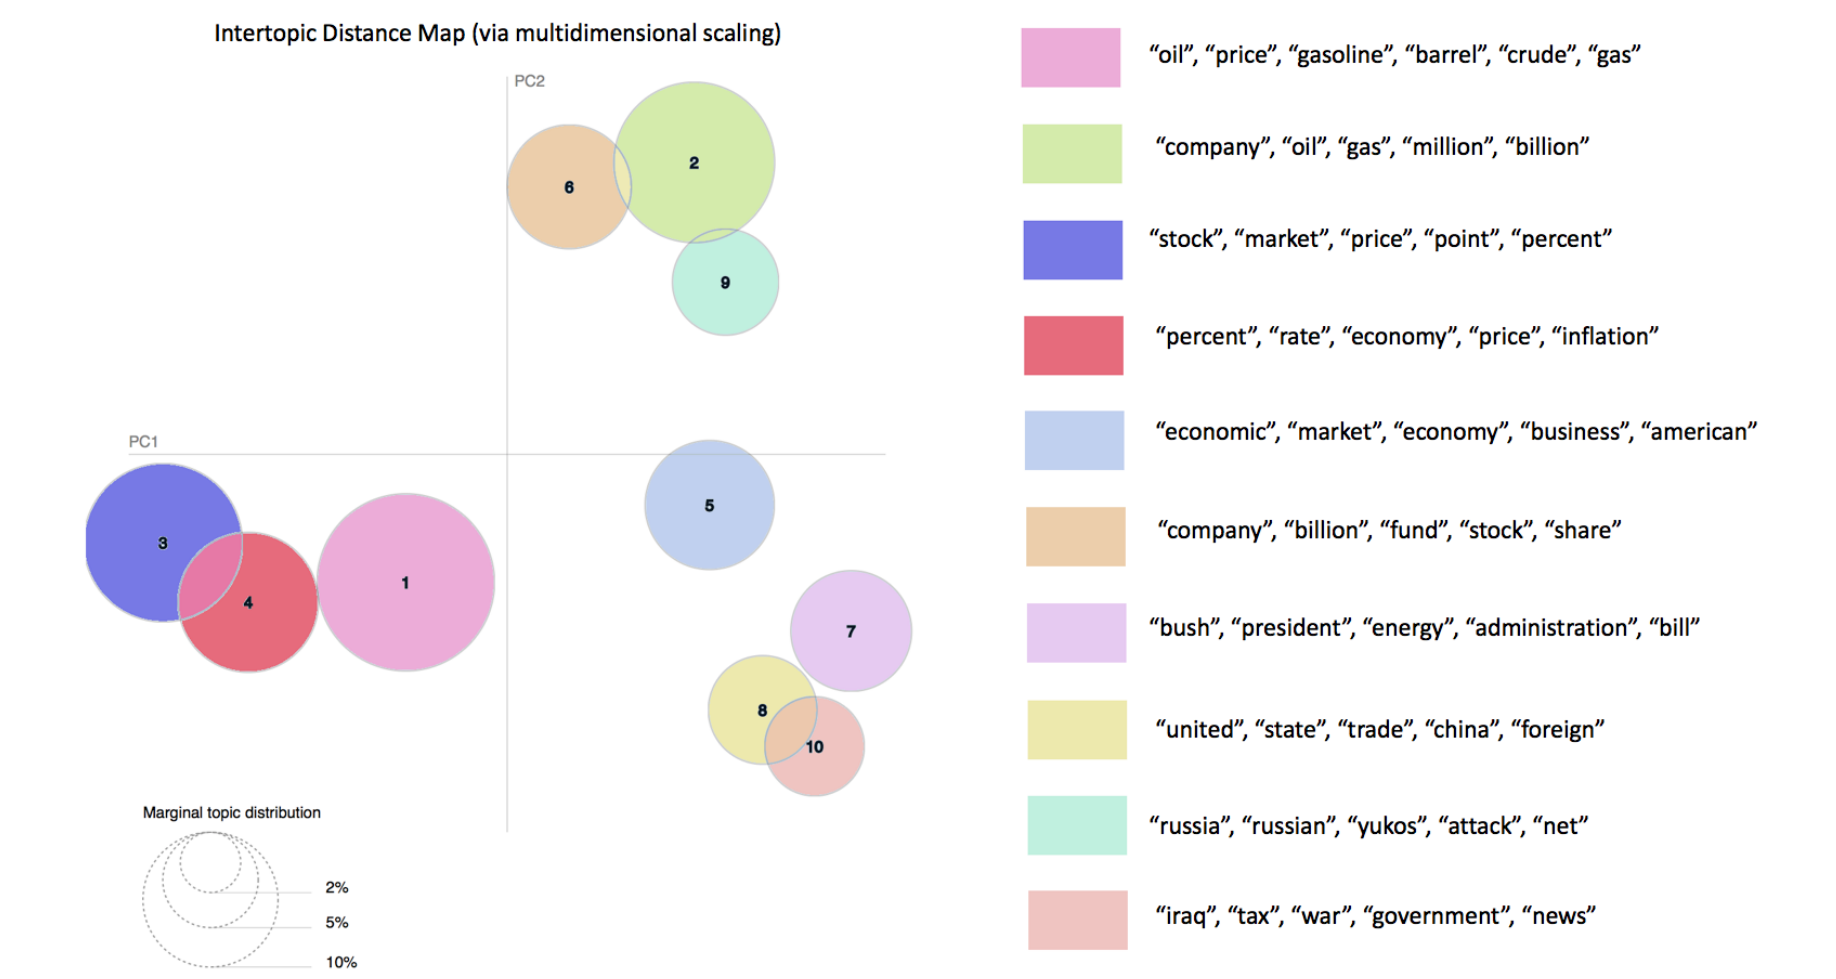 Intertopic Distance Map (via multidimensional scaling)
PC2
2
6
9
PC1
5
3
1
4
7
8
10
Marginal topic distribution
2%
5%
10%
“oil”, “price”, “gasoline”, “barrel”, “crude”, “gas”
“company”, “oil”, “gas”, “million”, “billion”
“stock”, “market”, “price”, “point”, “percent”
“percent”, “rate”, “economy”, “price”, “inflation”
“economic”, “market”, “economy”, “business”, “american”
“company”, “billion”, “fund”, “stock”, “share”
“bush”, “president”, “energy”, “administration”, “bill”
“united”, “state”, “trade”, “china”, “foreign”
“russia”, “russian”, “yukos”, “attack”, “net”
“iraq”, “tax”, “war”, “government”, “news”